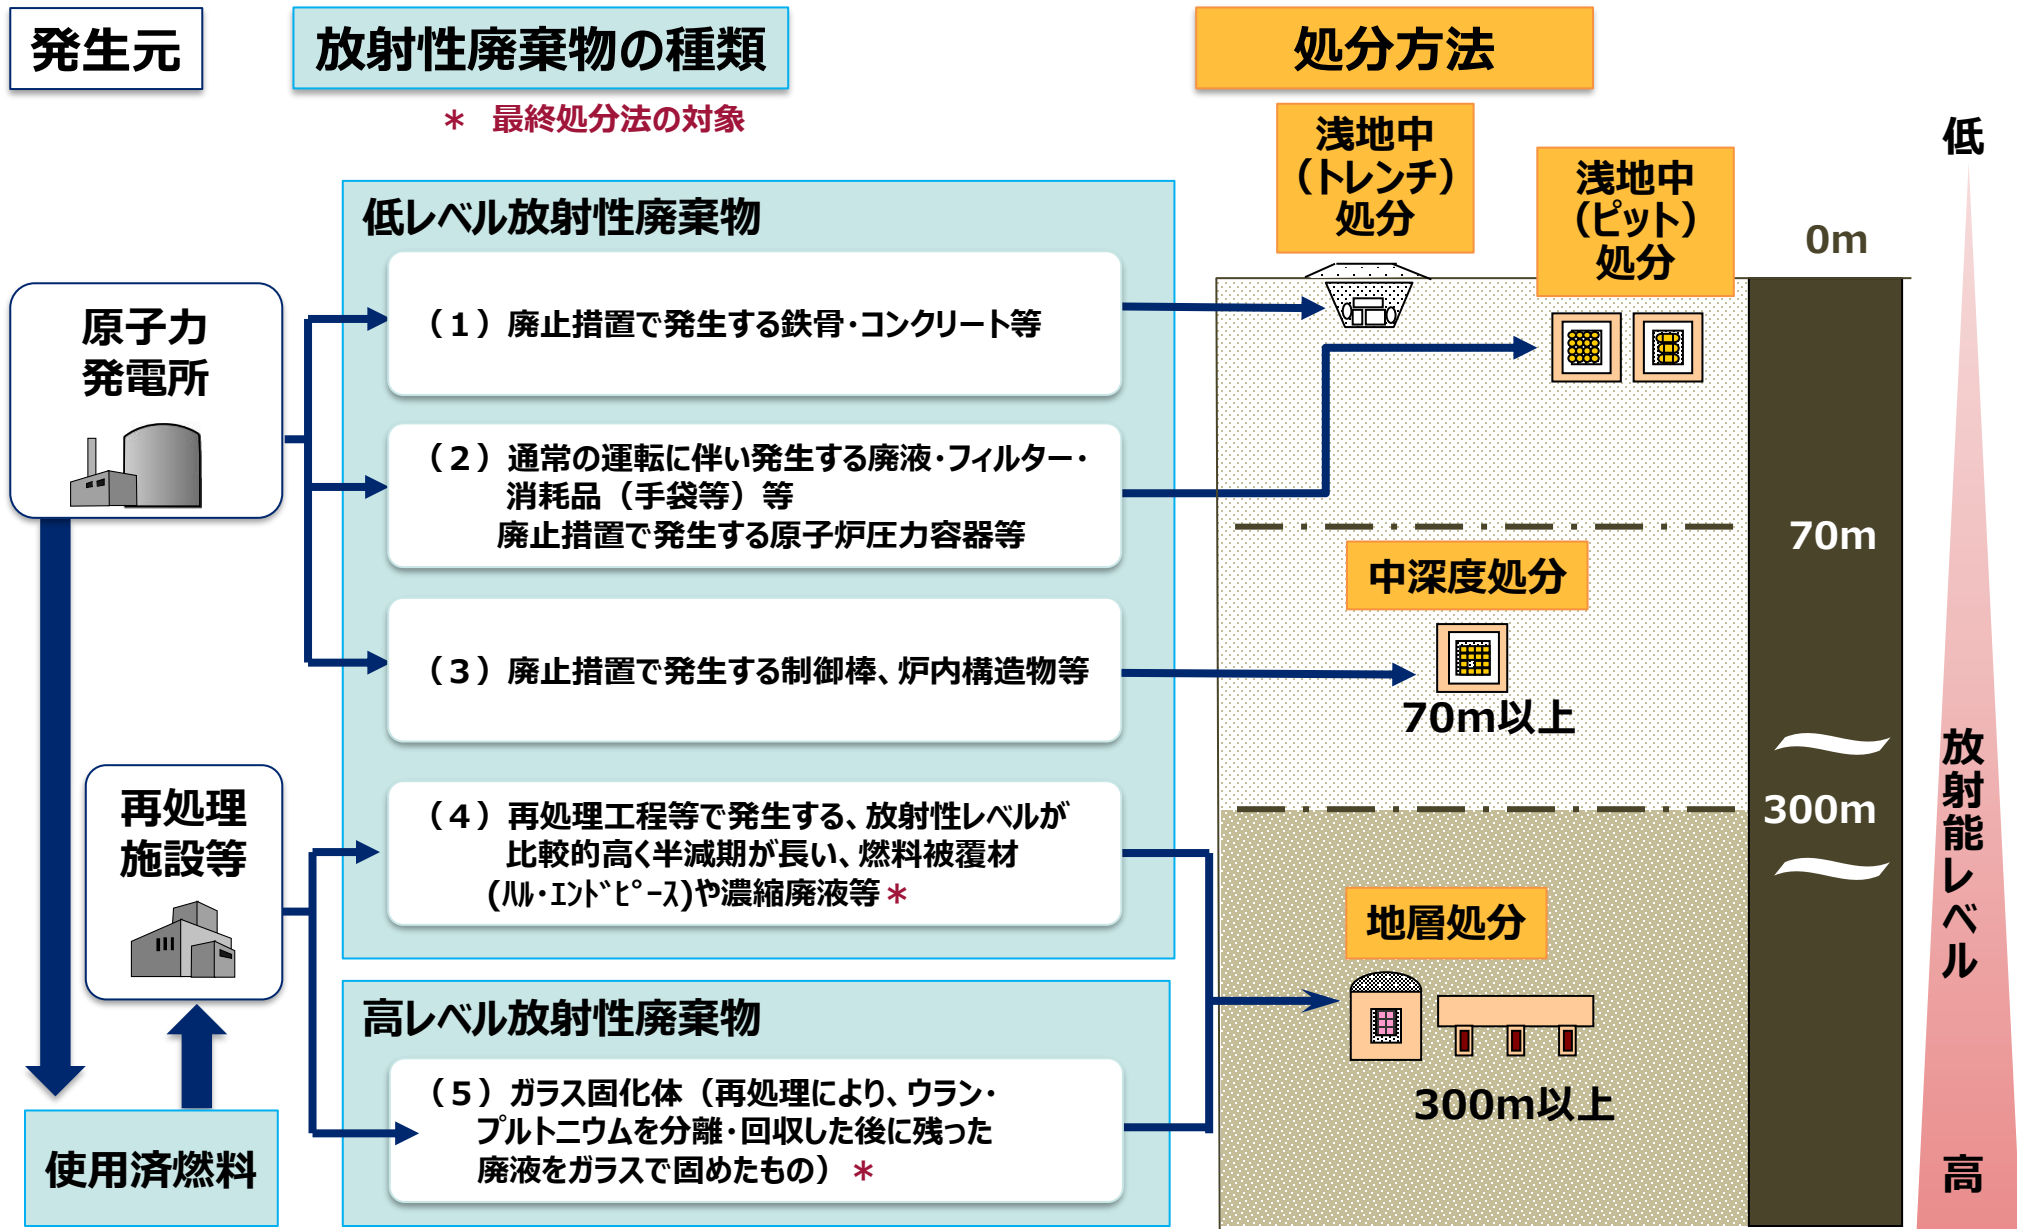 発生元
放射性廃棄物の種類
処分方法
＊ 最終処分法の対象
浅地中
（トレンチ）
処分
浅地中
（ピット）
処分
低
0m
70m
300m
放射能レベル
高
原子力
発電所
再処理
施設等
使用済燃料
低レベル放射性廃棄物
（１）廃止措置で発生する鉄骨・コンクリート等
（２）通常の運転に伴い発生する廃液・フィルター・
消耗品（手袋等）等
廃止措置で発生する原子炉圧力容器等
（３）廃止措置で発生する制御棒、炉内構造物等
（４）再処理工程等で発生する、放射性レベルが
比較的高く半減期が長い、燃料被覆材
(ﾊﾙ・ｴﾝﾄﾞﾋﾟｰｽ)や濃縮廃液等＊
高レベル放射性廃棄物
（５）ガラス固化体（再処理により、ウラン・
プルトニウムを分離・回収した後に残った
廃液をガラスで固めたもの）＊
中深度処分
70m以上
地層処分
300m以上